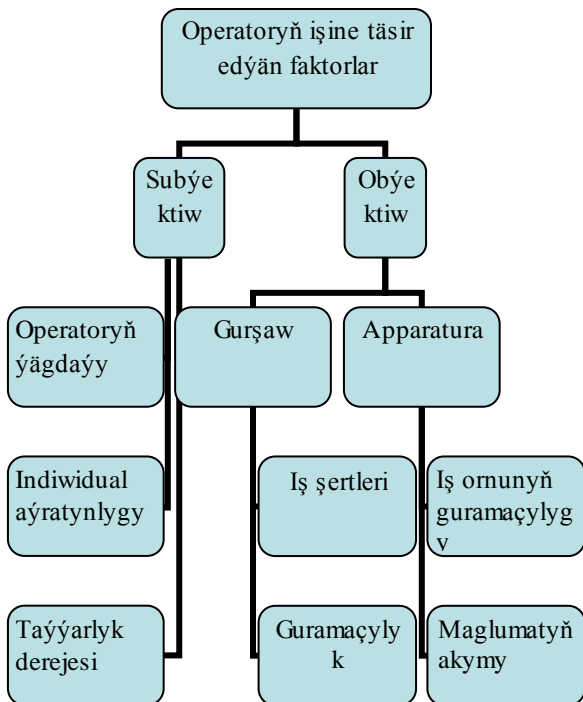 Operatoryň işine täsir
edýän faktorlar
Subýe
ktiw
Obýe
ktiw
Operatoryň
ýägdaýy
Gurşaw
Apparatura
Indiwidual
aýratynlygy
Iş şertleri
Iş ornunyň
guramaçylyg
y
Taýýarlyk
derejesi
Guramaçyly
k
Maglumatyň
akymy